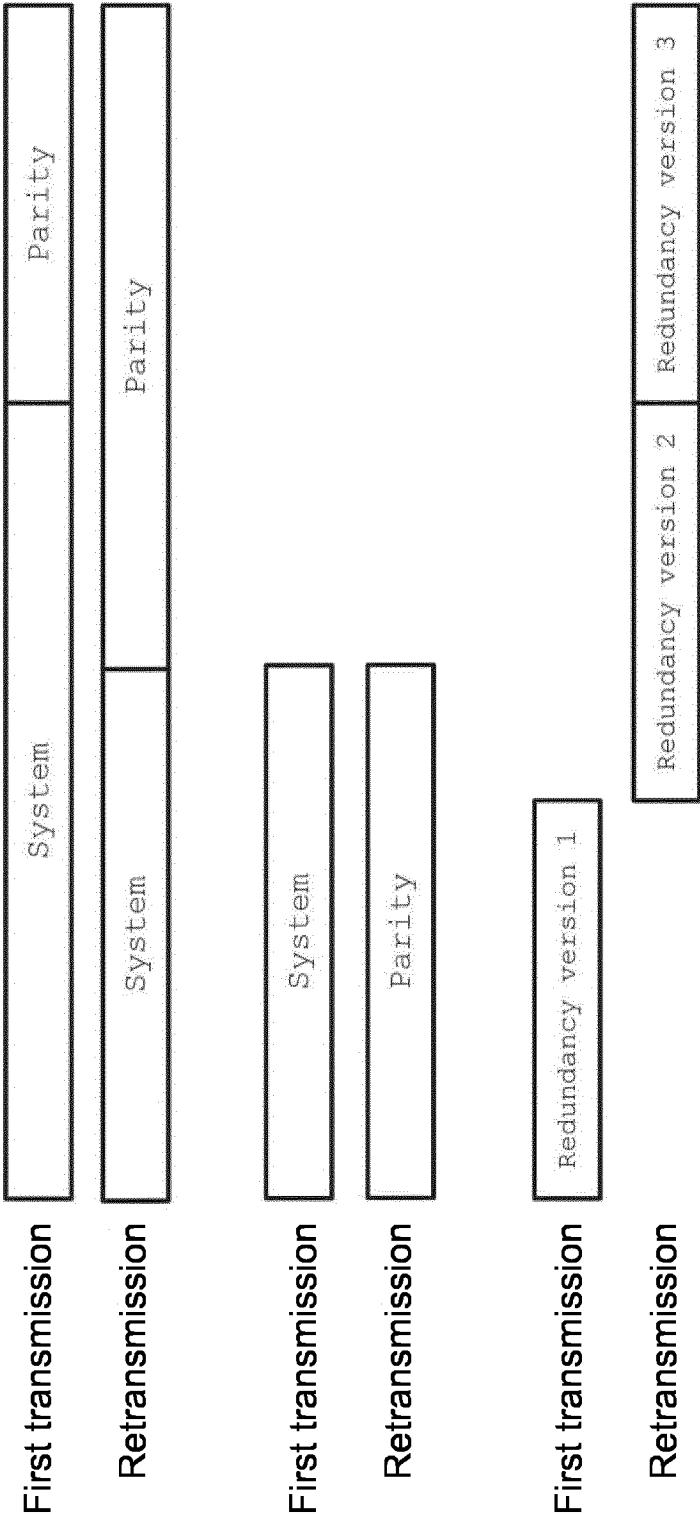 First transmission
System
Parity
Retransmission
System
Parity
First transmission
System
Retransmission
Parity
First transmission
Redundancy version 1
Retransmission
Redundancy version 2
Redundancy version 3